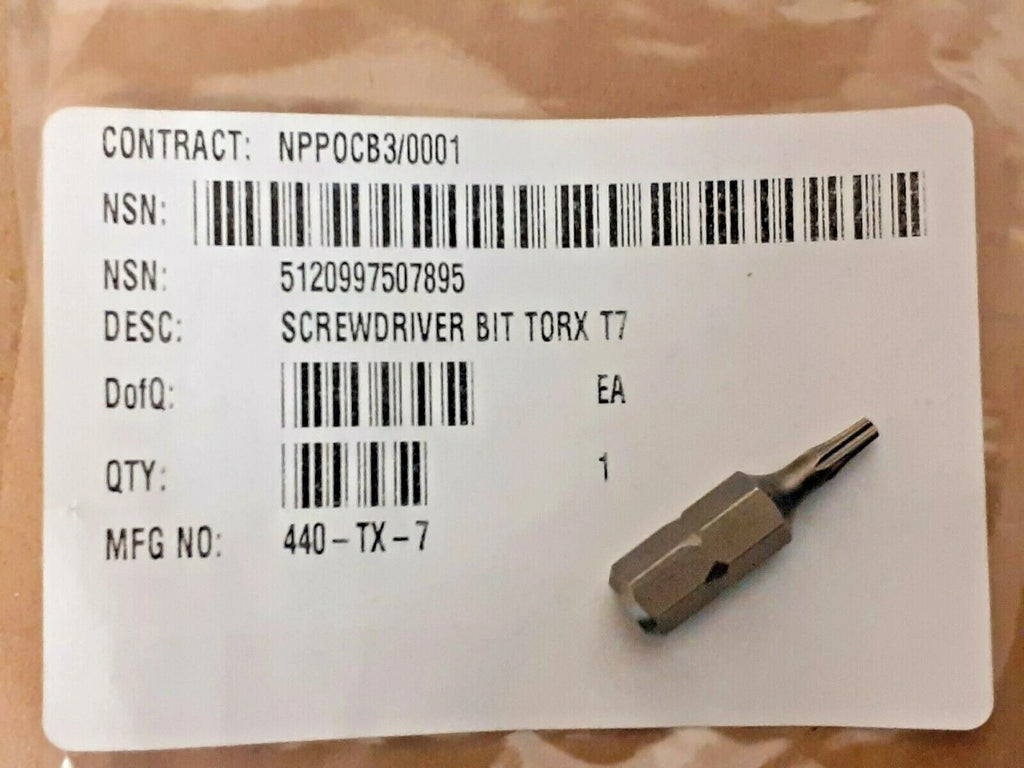 CONTRACT: NPPOCB3/0001
NSN:
NSN: 5120997507895
DESC: SCREWDRIVER BIT TORX T7
DofQ: EA
QTY: 1
MFG NO: 440-TX-7